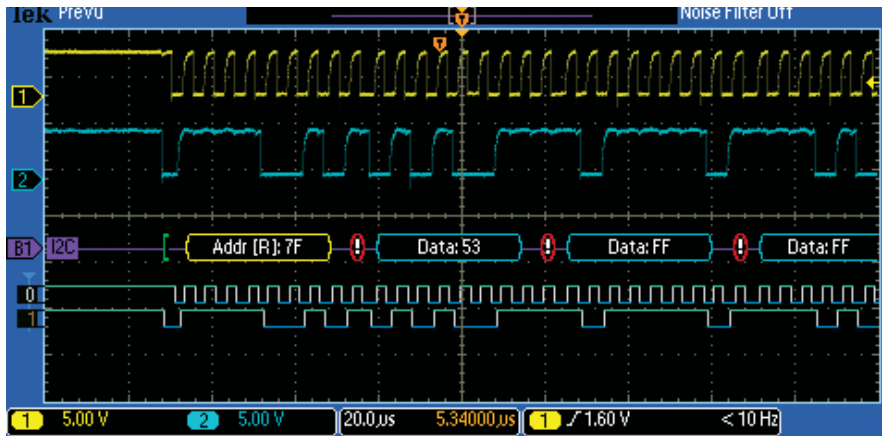 Tek PreVu Noise Filter Off
1
2
B1 I2C [ Addr [R]: 7F ! Data: 53 ! Data: FF ! Data: FF
0
1
1 5.00 V 2 5.00 V 20.0µs 5.34000µs 1 ƒ 1.60 V < 10 Hz